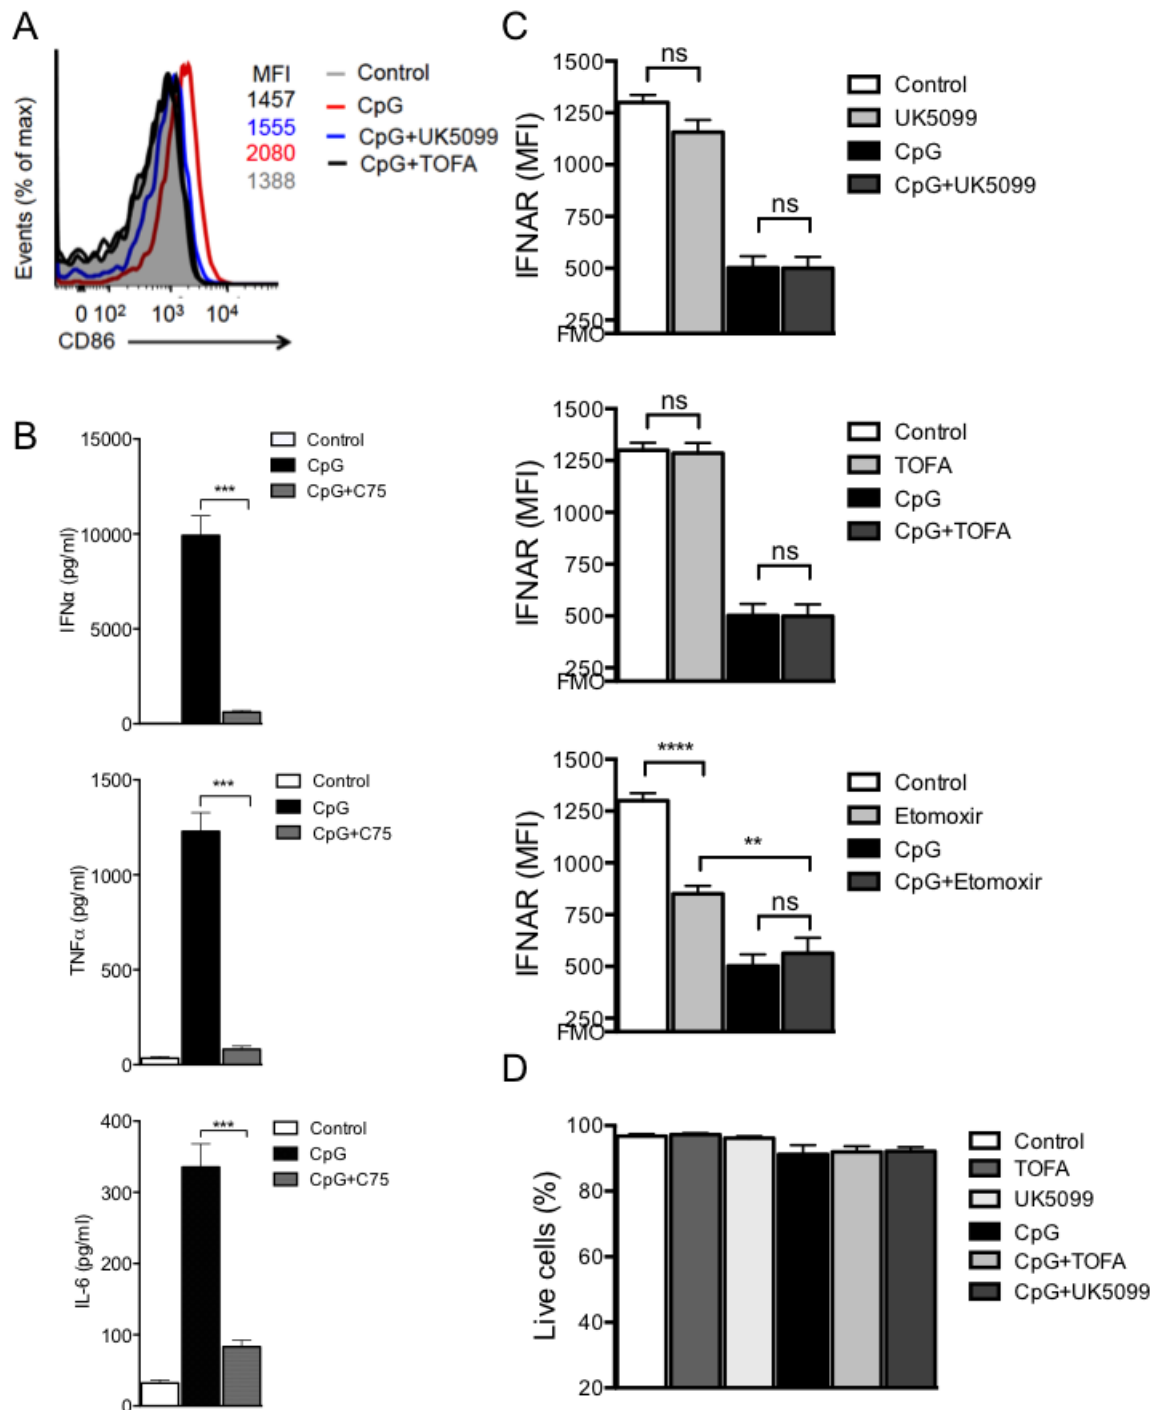 A
MFI
1457
1555
2080
1388
Control
CpG
CpG+UK5099
CpG+TOFA
Events (% of max)
0 10² 10³ 10⁴
CD86
B
15000
10000
5000
0
IFNα (pg/ml)
***
Control
CpG
CpG+C75
1500
1000
500
0
TNFα (pg/ml)
***
Control
CpG
CpG+C75
400
300
200
100
0
IL-6 (pg/ml)
***
Control
CpG
CpG+C75
C
1500
1250
1000
750
500
250
FMO
IFNAR (MFI)
ns
ns
Control
UK5099
CpG
CpG+UK5099
1500
1250
1000
750
500
250
FMO
IFNAR (MFI)
ns
ns
Control
TOFA
CpG
CpG+TOFA
1500
1250
1000
750
500
250
FMO
IFNAR (MFI)
****
**
ns
Control
Etomoxir
CpG
CpG+Etomoxir
D
100
80
60
40
20
Live cells (%)
Control
TOFA
UK5099
CpG
CpG+TOFA
CpG+UK5099